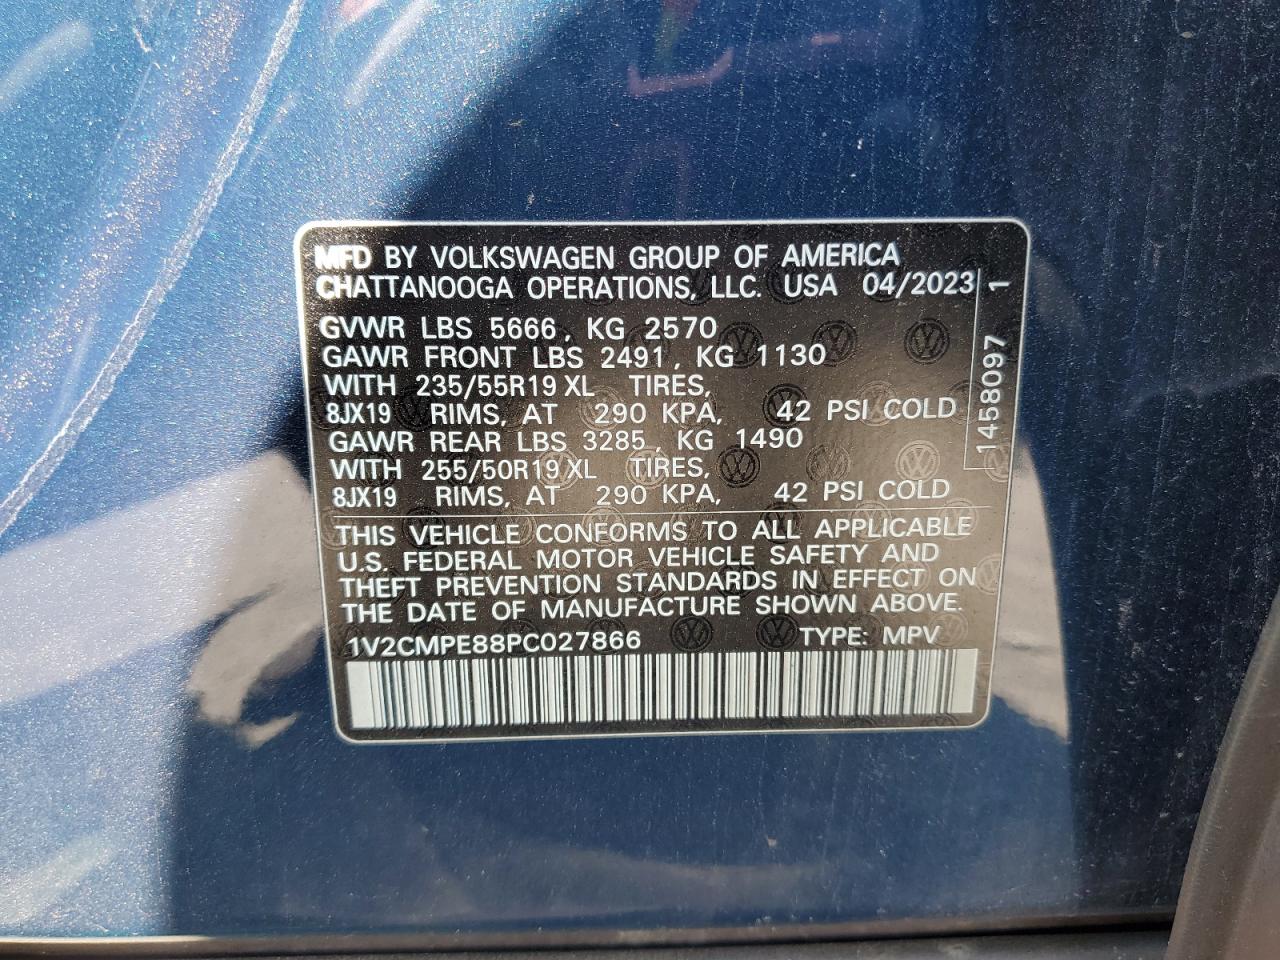 MFD BY VOLKSWAGEN GROUP OF AMERICA
CHATTANOOGA OPERATIONS, LLC. USA 04/2023
GVWR LBS 5666, KG 2570
GAWR FRONT LBS 2491, KG 1130
WITH 235/55R19 XL TIRES,
8JX19 RIMS, AT 290 KPA, 42 PSI COLD
GAWR REAR LBS 3285, KG 1490
WITH 255/50R19 XL TIRES,
8JX19 RIMS, AT 290 KPA, 42 PSI COLD
THIS VEHICLE CONFORMS TO ALL APPLICABLE
U.S. FEDERAL MOTOR VEHICLE SAFETY AND
THEFT PREVENTION STANDARDS IN EFFECT ON
THE DATE OF MANUFACTURE SHOWN ABOVE.
1V2CMPE88PC027866 TYPE: MPV
1458097 1